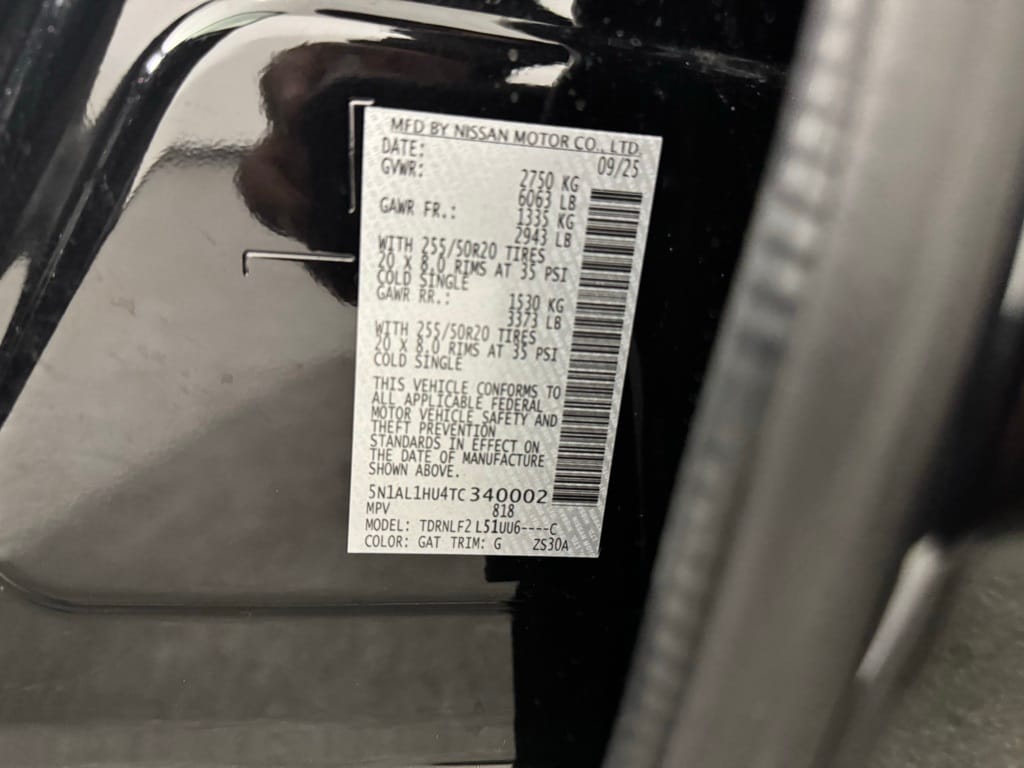 MFD BY NISSAN MOTOR CO., LTD.
DATE: 09/25
GVWR: 2750 KG
6063 LB
GAWR FR.: 1335 KG
2943 LB
WITH 255/50R20 TIRES
20 X 8.0 RIMS AT 35 PSI
COLD SINGLE
GAWR RR.: 1530 KG
3373 LB
WITH 255/50R20 TIRES
20 X 8.0 RIMS AT 35 PSI
COLD SINGLE
THIS VEHICLE CONFORMS TO
ALL APPLICABLE FEDERAL
MOTOR VEHICLE SAFETY AND
THEFT PREVENTION
STANDARDS IN EFFECT ON
THE DATE OF MANUFACTURE
SHOWN ABOVE.
5N1AL1HU4TC340002
MPV 818
MODEL: TDRNLF2 L51UU6----C
COLOR: GAT TRIM: G ZS30A